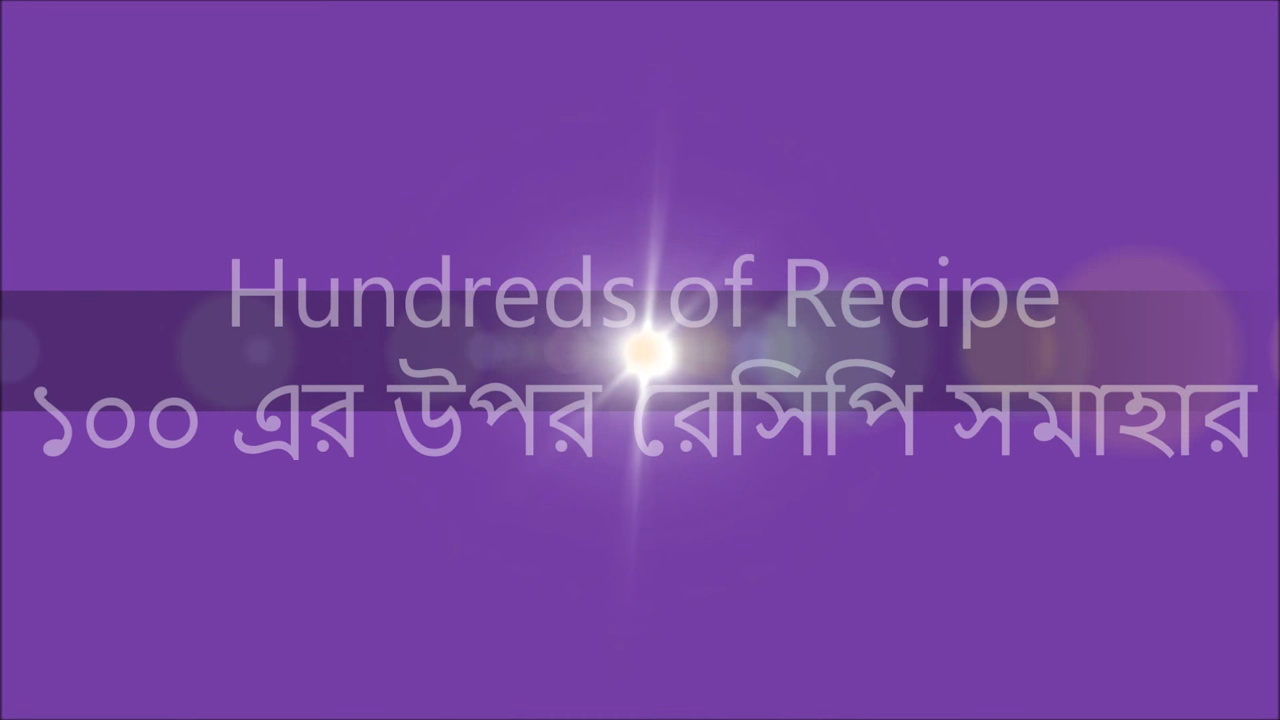 Hundreds of Recipe
১০০ এর উপর রেসিপি সমাহার